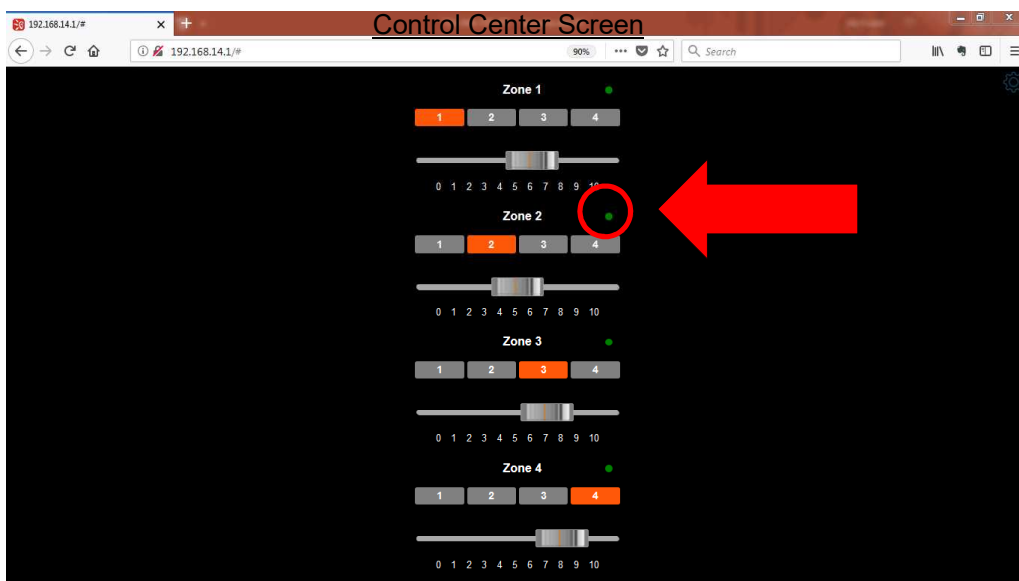 192.168.14.1/#
Control Center Screen
192.168.14.1/#
90%
Search
Zone 1
1 2 3 4
0 1 2 3 4 5 6 7 8 9 10
Zone 2
1 2 3 4
0 1 2 3 4 5 6 7 8 9 10
Zone 3
1 2 3 4
0 1 2 3 4 5 6 7 8 9 10
Zone 4
1 2 3 4
0 1 2 3 4 5 6 7 8 9 10